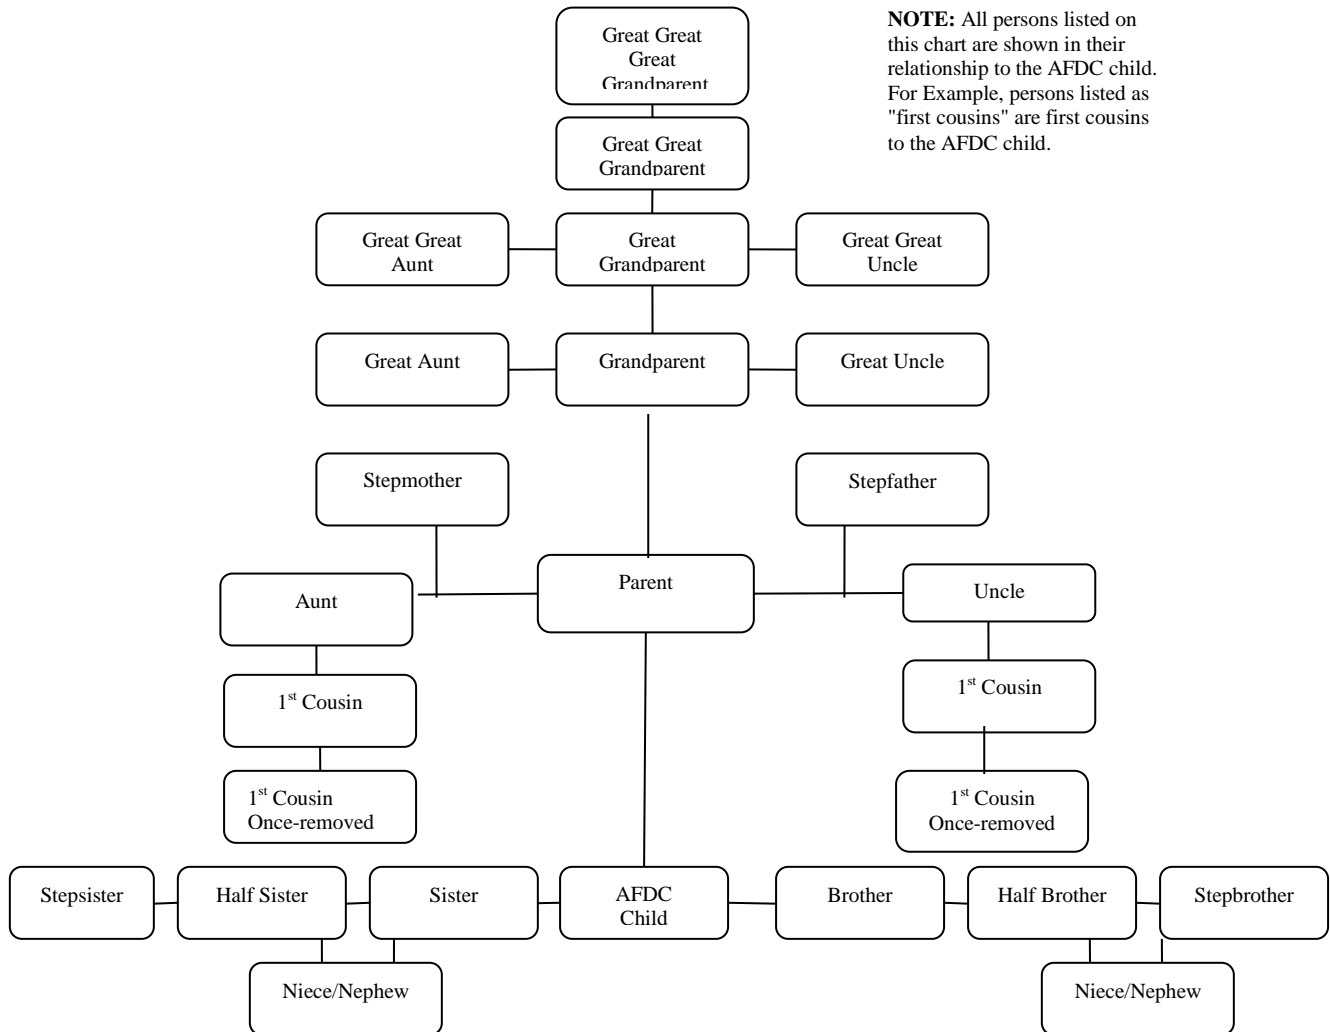 Great Great
Great
Grandparent
NOTE: All persons listed on
this chart are shown in their
relationship to the AFDC child.
For Example, persons listed as
"first cousins" are first cousins
to the AFDC child.
Great Great
Grandparent
Great Great
Aunt
Great
Grandparent
Great Great
Uncle
Great Aunt
Grandparent
Great Uncle
Stepmother
Stepfather
Aunt
Parent
Uncle
1st Cousin
1st Cousin
1st Cousin
Once-removed
1st Cousin
Once-removed
Stepsister
Half Sister
Sister
AFDC
Child
Brother
Half Brother
Stepbrother
Niece/Nephew
Niece/Nephew